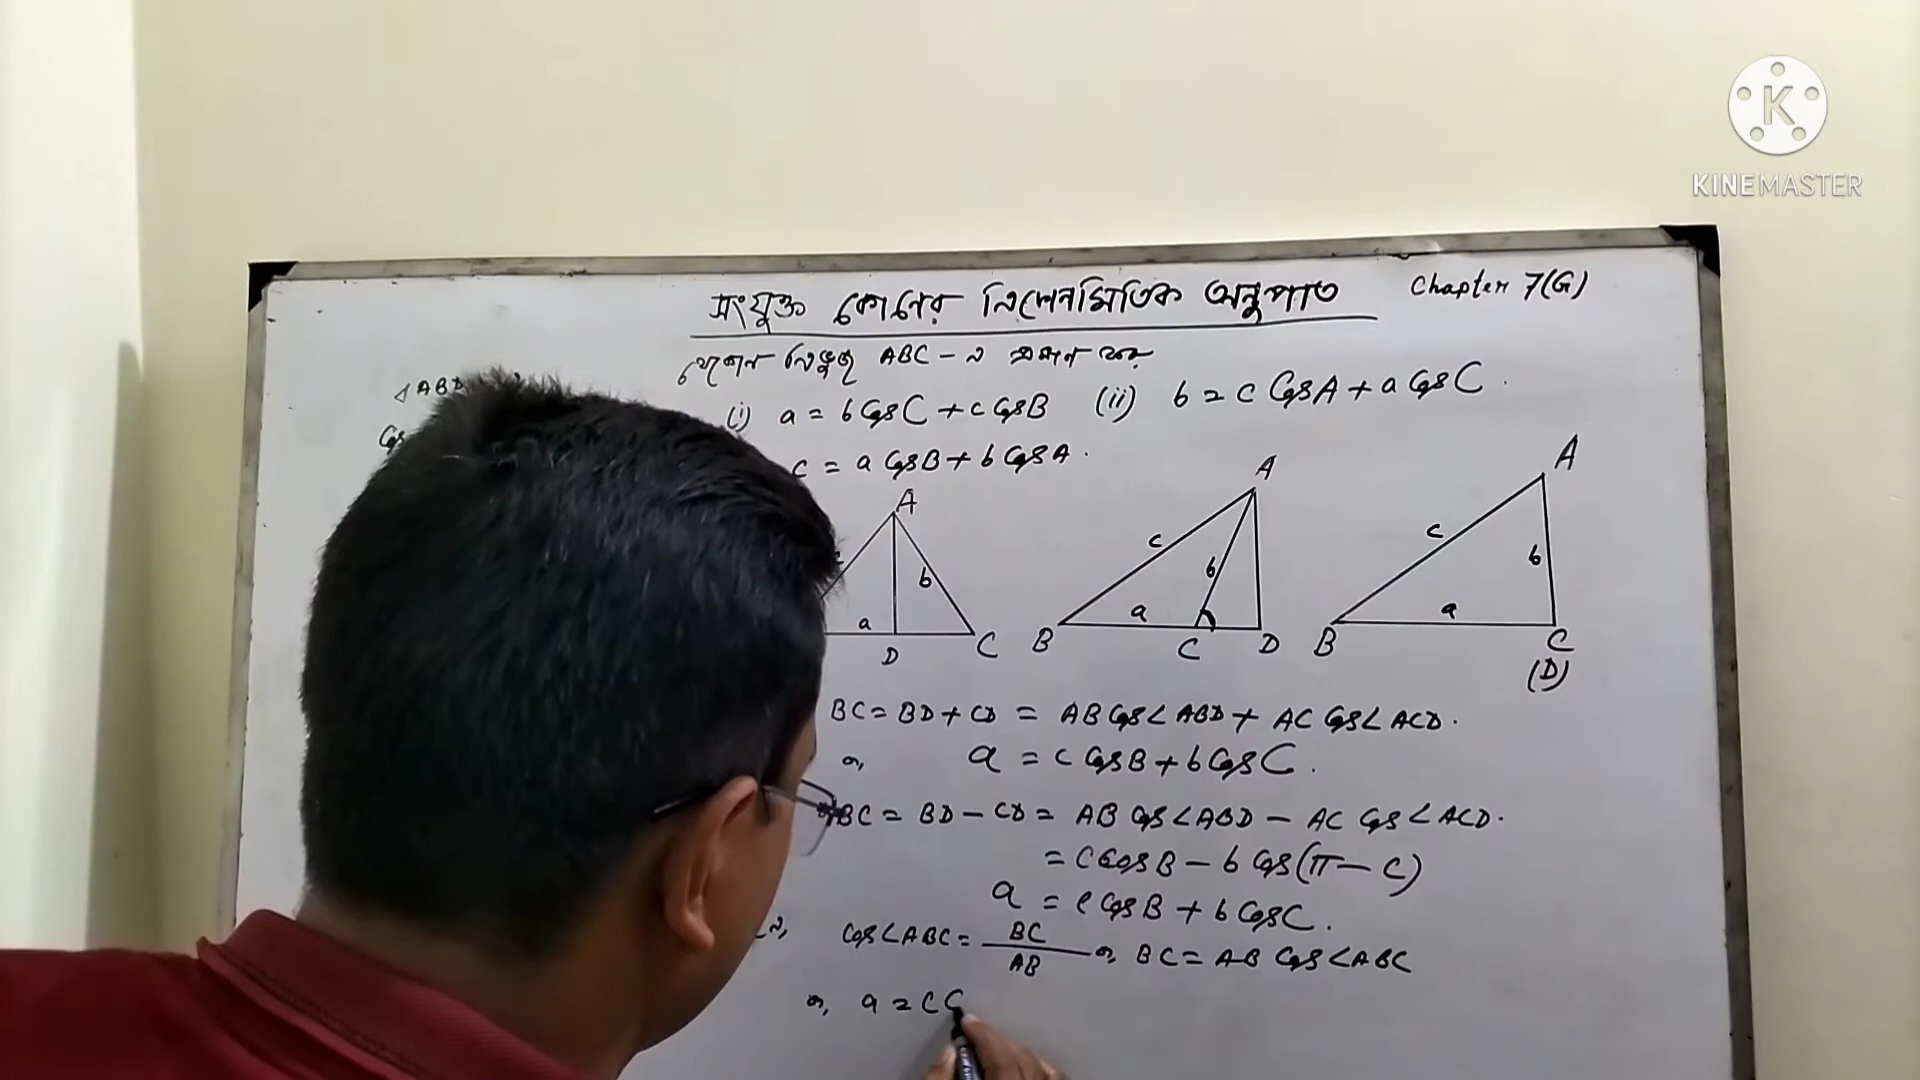 KINEMASTER
সংযুক্ত কোণের ত্রিকোণমিতিক অনুপাত Chapter 7(G)
যেকোন ত্রিভুজ ABC-এ প্রমাণ কর
(i) a = b Cos C + c Cos B (ii) b = c Cos A + a Cos C .
c = a Cos B + b Cos A .
A
b
a
D C
A
c
b
a
B C D
A
c
b
a
B C
(D)
△ABD
BC = BD + CD = AB Cos∠ABD + AC Cos∠ACD .
বা, a = c Cos B + b Cos C .
BC = BD − CD = AB Cos∠ABD − AC Cos∠ACD .
= c Cos B − b Cos(π − C)
a = c Cos B + b Cos C .
Cos∠ABC = BC/AB বা, BC = AB Cos∠ABC
বা, a = c C